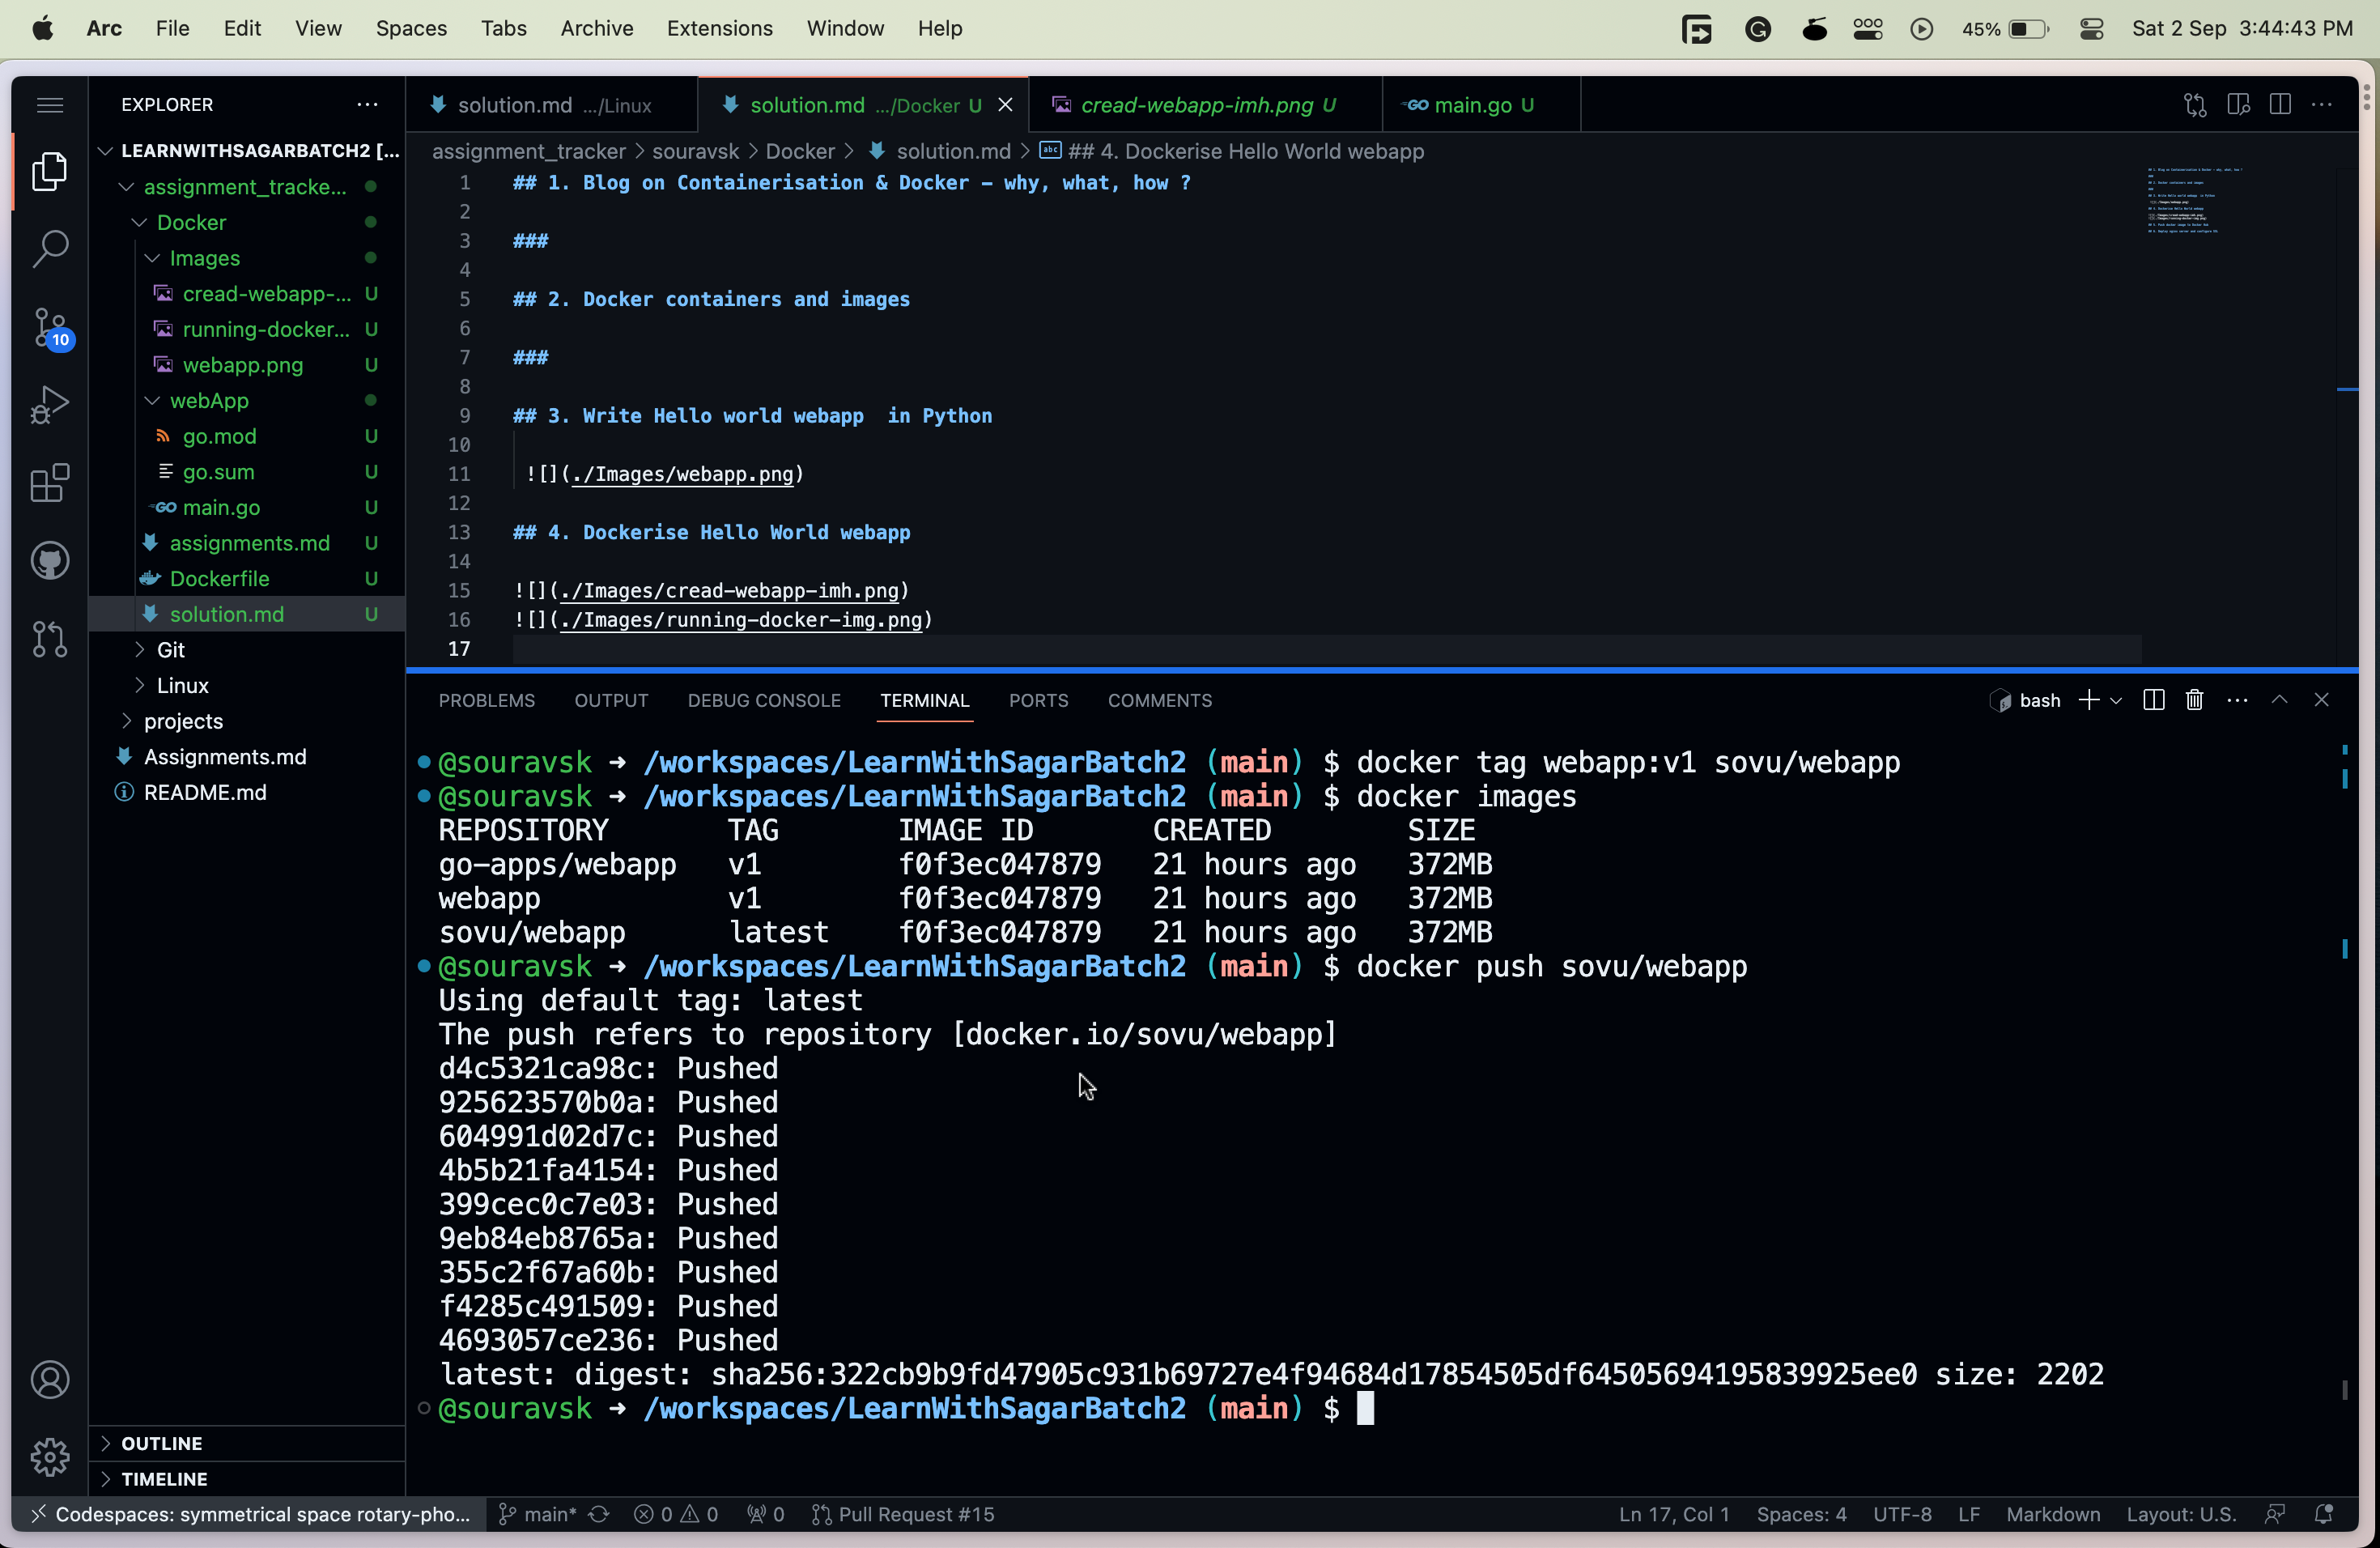 Arc File Edit View Spaces Tabs Archive Extensions Window Help 45% Sat 2 Sep 3:44:43 PM
EXPLORER
LEARNWITHSAGARBATCH2 [...
assignment_tracke...
Docker
Images
cread-webapp-... U
running-docker... U
webapp.png U
webApp
go.mod U
go.sum U
GO main.go U
assignments.md U
Dockerfile U
solution.md U
Git
Linux
projects
Assignments.md
README.md
OUTLINE
TIMELINE
10
solution.md .../Linux solution.md .../Docker U cread-webapp-imh.png U GO main.go U
assignment_tracker > souravsk > Docker > solution.md > abc ## 4. Dockerise Hello World webapp
1 ## 1. Blog on Containerisation & Docker - why, what, how ?
2
3 ###
4
5 ## 2. Docker containers and images
6
7 ###
8
9 ## 3. Write Hello world webapp  in Python
10
11 ![](./Images/webapp.png)
12
13 ## 4. Dockerise Hello World webapp
14
15 ![](./Images/cread-webapp-imh.png)
16 ![](./Images/running-docker-img.png)
17
PROBLEMS OUTPUT DEBUG CONSOLE TERMINAL PORTS COMMENTS bash
@souravsk → /workspaces/LearnWithSagarBatch2 (main) $ docker tag webapp:v1 sovu/webapp
@souravsk → /workspaces/LearnWithSagarBatch2 (main) $ docker images
REPOSITORY TAG IMAGE ID CREATED SIZE
go-apps/webapp v1 f0f3ec047879 21 hours ago 372MB
webapp v1 f0f3ec047879 21 hours ago 372MB
sovu/webapp latest f0f3ec047879 21 hours ago 372MB
@souravsk → /workspaces/LearnWithSagarBatch2 (main) $ docker push sovu/webapp
Using default tag: latest
The push refers to repository [docker.io/sovu/webapp]
d4c5321ca98c: Pushed
925623570b0a: Pushed
604991d02d7c: Pushed
4b5b21fa4154: Pushed
399cec0c7e03: Pushed
9eb84eb8765a: Pushed
355c2f67a60b: Pushed
f4285c491509: Pushed
4693057ce236: Pushed
latest: digest: sha256:322cb9b9fd47905c931b69727e4f94684d17854505df64505694195839925ee0 size: 2202
@souravsk → /workspaces/LearnWithSagarBatch2 (main) $
Codespaces: symmetrical space rotary-pho... main* 0 0 0 Pull Request #15 Ln 17, Col 1 Spaces: 4 UTF-8 LF Markdown Layout: U.S.